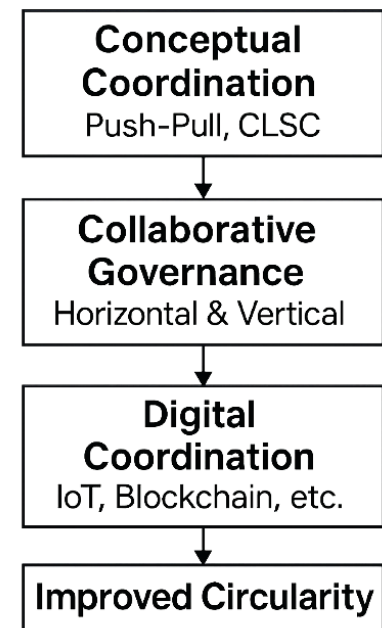 Conceptual
Coordination
Push-Pull, CLSC
Collaborative
Governance
Horizontal & Vertical
Digital
Coordination
IoT, Blockchain, etc.
Improved Circularity